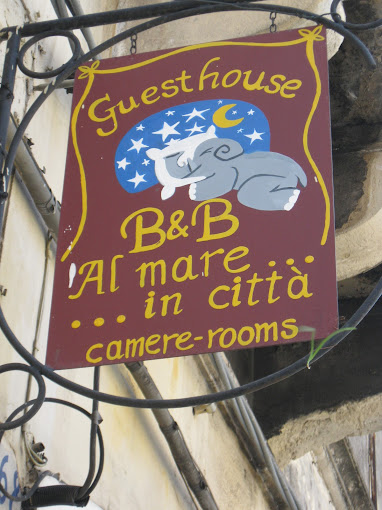 Guesthouse
B&B
Al mare...
...in città
camere-rooms